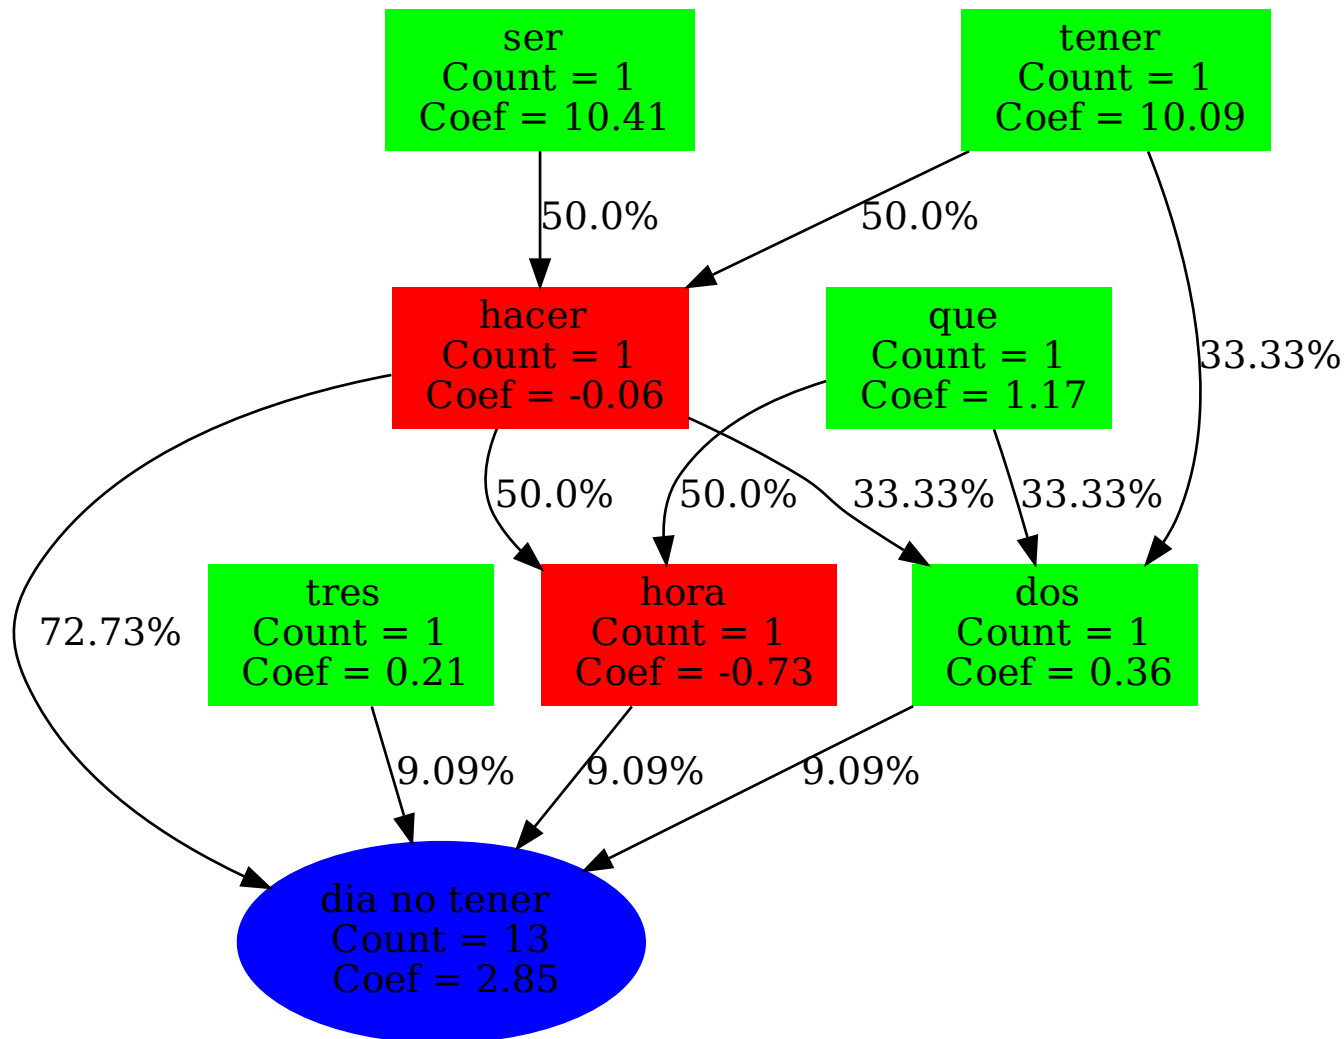 ser
Count = 1
Coef = 10.41
tener
Count = 1
Coef = 10.09
50.0%
50.0%
hacer
Count = 1
Coef = -0.06
que
Count = 1
Coef = 1.17
33.33%
50.0%
50.0%
33.33%
33.33%
72.73%
tres
Count = 1
Coef = 0.21
hora
Count = 1
Coef = -0.73
dos
Count = 1
Coef = 0.36
9.09%
9.09%
9.09%
dia no tener
Count = 13
Coef = 2.85